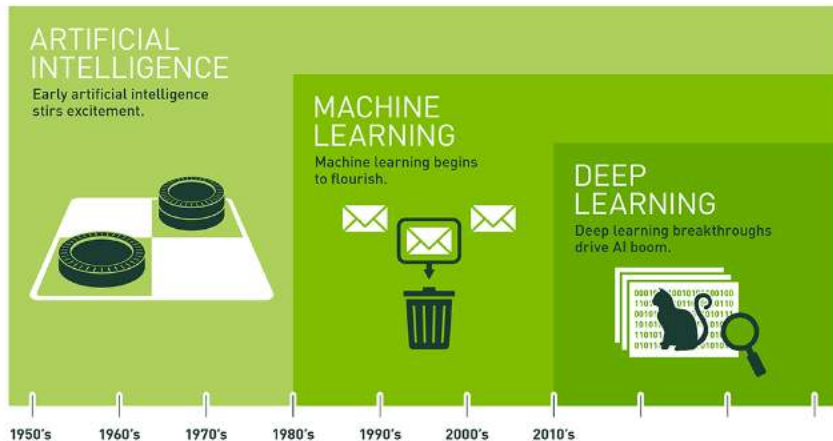 ARTIFICIAL
INTELLIGENCE
Early artificial intelligence
stirs excitement.
MACHINE
LEARNING
Machine learning begins
to flourish.
DEEP
LEARNING
Deep learning breakthroughs
drive AI boom.
1950's 1960's 1970's 1980's 1990's 2000's 2010's